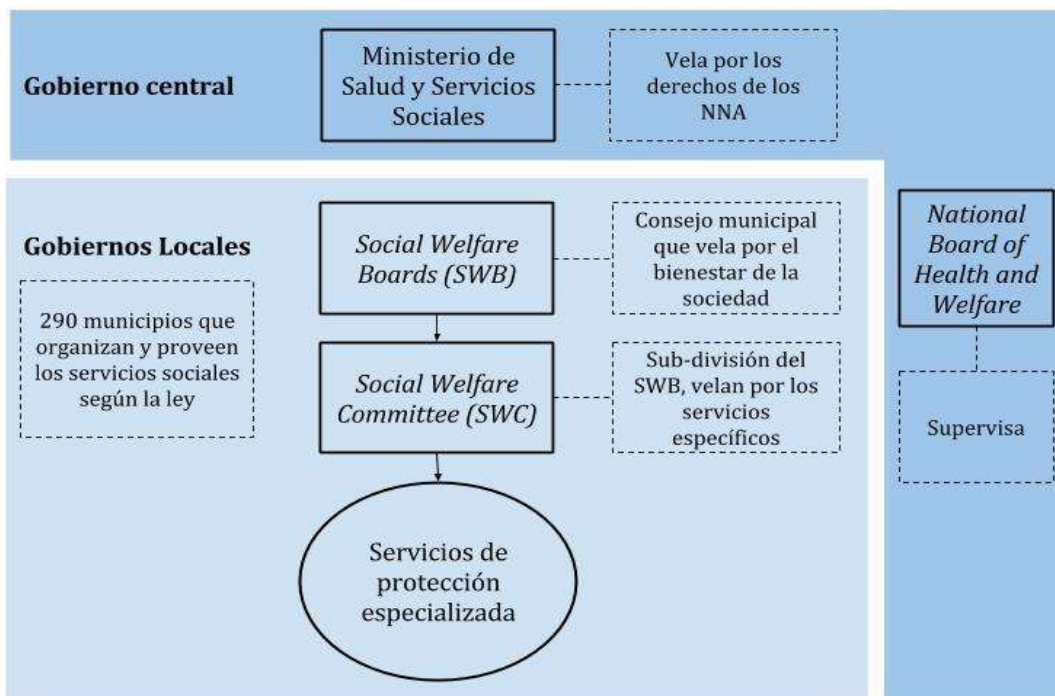 Gobierno central
Ministerio de
Salud y Servicios
Sociales
Vela por los
derechos de los
NNA
Gobiernos Locales
290 municipios que
organizan y proveen
los servicios sociales
según la ley
Social Welfare
Boards (SWB)
Consejo municipal
que vela por el
bienestar de la
sociedad
Social Welfare
Committee (SWC)
Sub-división del
SWB, velan por los
servicios
específicos
Servicios de
protección
especializada
National
Board of
Health and
Welfare
Supervisa